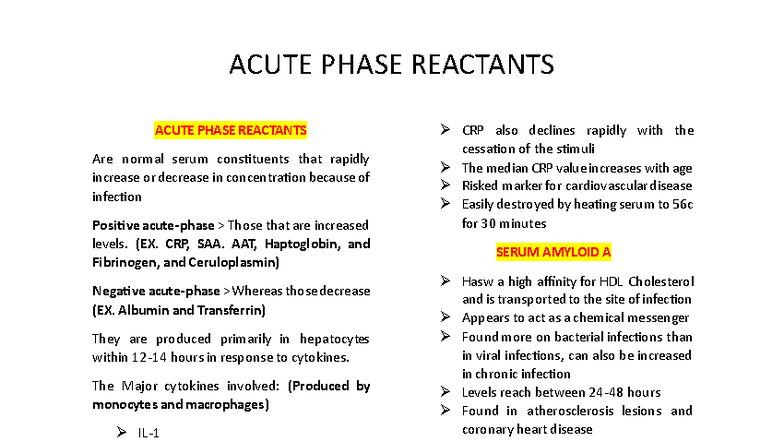 ACUTE PHASE REACTANTS
ACUTE PHASE REACTANTS
Are normal serum constituents that rapidly
increase or decrease in concentration because of
infection
Positive acute-phase > Those that are increased
levels. (EX. CRP, SAA. AAT, Haptoglobin, and
Fibrinogen, and Ceruloplasmin)
Negative acute-phase > Whereas those decrease
(EX. Albumin and Transferrin)
They are produced primarily in hepatocytes
within 12-14 hours in response to cytokines.
The Major cytokines involved: (Produced by
monocytes and macrophages)
➢ IL-1
➢ CRP also declines rapidly with the
cessation of the stimuli
➢ The median CRP value increases with age
➢ Risked marker for cardiovascular disease
➢ Easily destroyed by heating serum to 56c
for 30 minutes
SERUM AMYLOID A
➢ Hasw a high affinity for HDL Cholesterol
and is transported to the site of infection
➢ Appears to act as a chemical messenger
➢ Found more on bacterial infections than
in viral infections, can also be increased
in chronic infection
➢ Levels reach between 24-48 hours
➢ Found in atherosclerosis lesions and
coronary heart disease